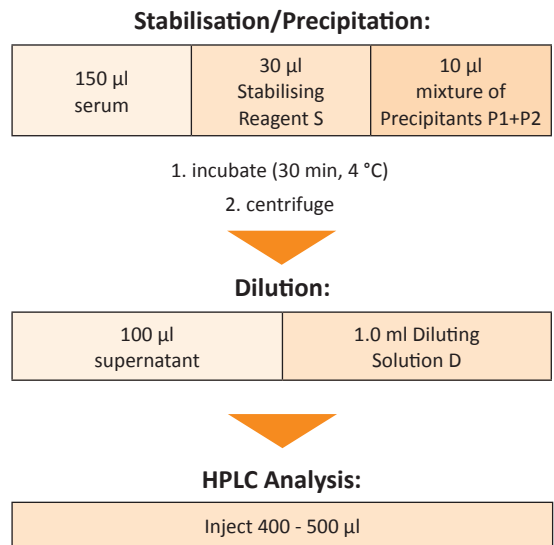 Stabilisation/Precipitation:
150 µl
serum
30 µl
Stabilising
Reagent S
10 µl
mixture of
Precipitants P1+P2
1. incubate (30 min, 4 °C)
2. centrifuge
Dilution:
100 µl
supernatant
1.0 ml Diluting
Solution D
HPLC Analysis:
Inject 400 - 500 µl